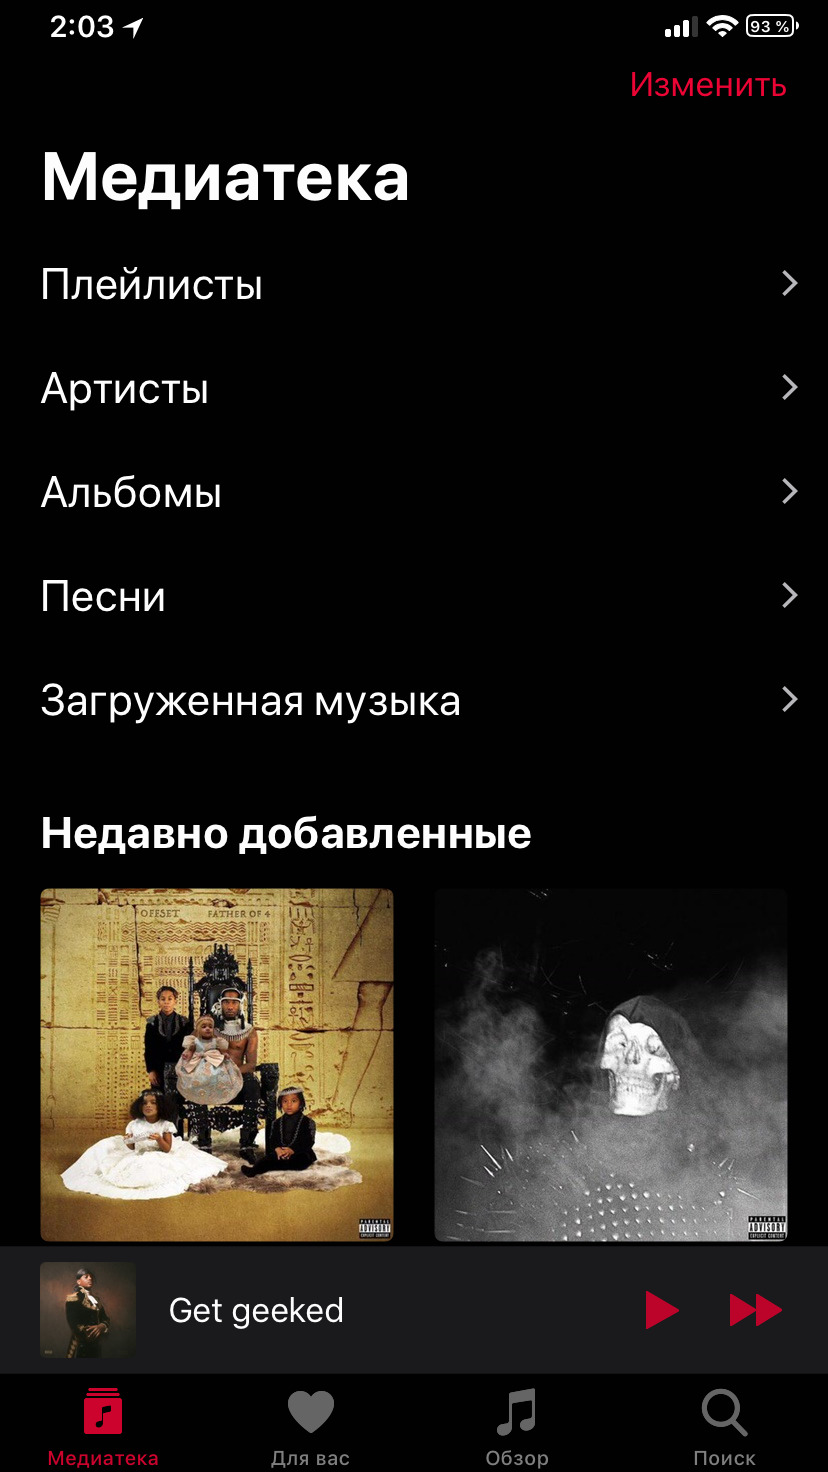 2:03
93 %
Изменить
Медиатека
Плейлисты
Артисты
Альбомы
Песни
Загруженная музыка
Недавно добавленные
OFFSET FATHER OF 4
PARENTAL
ADVISORY
EXPLICIT CONTENT
PARENTAL
ADVISORY
EXPLICIT CONTENT
Get geeked
Медиатека
Для вас
Обзор
Поиск